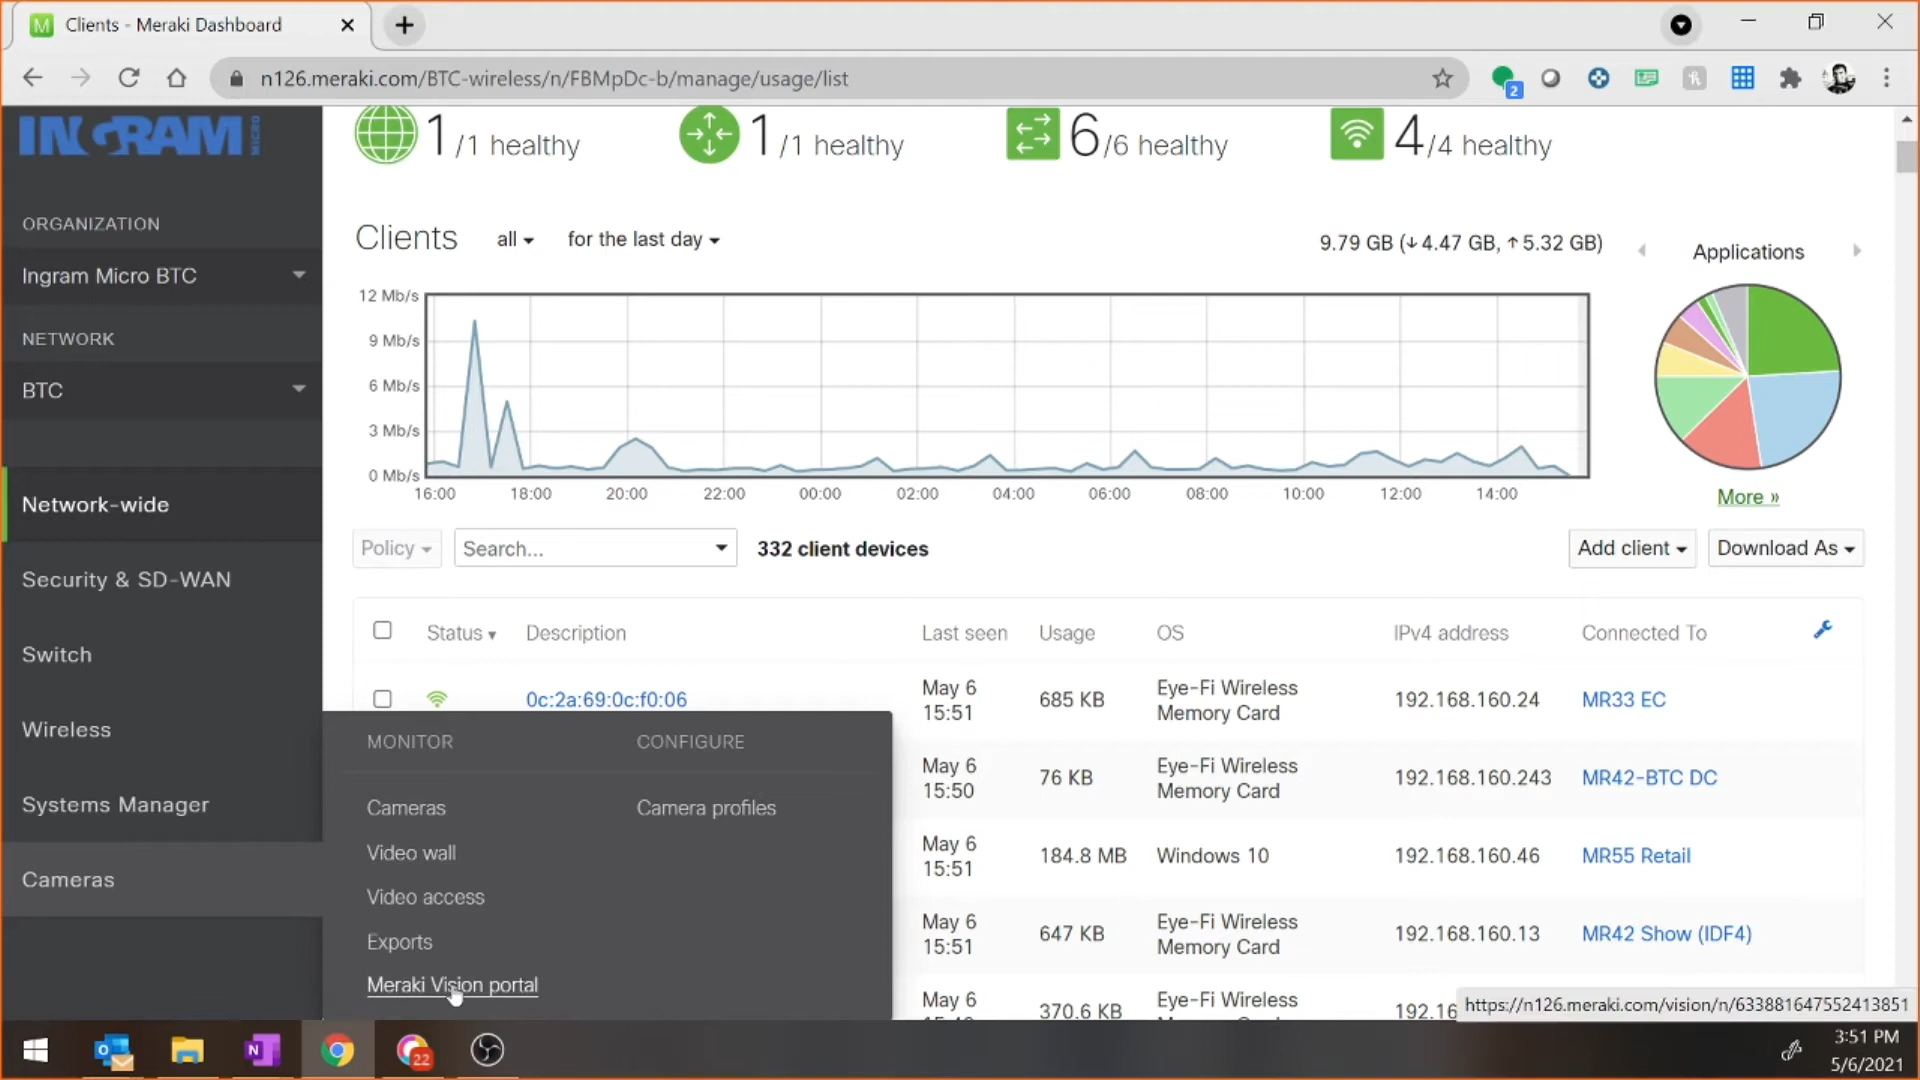 Clients - Meraki Dashboard
n126.meraki.com/BTC-wireless/n/FBMpDc-b/manage/usage/list
2
INGRAM MICRO
1 /1 healthy
1 /1 healthy
6 /6 healthy
4 /4 healthy
ORGANIZATION
Ingram Micro BTC
NETWORK
BTC
Network-wide
Security & SD-WAN
Switch
Wireless
Systems Manager
Cameras
Clients all for the last day
9.79 GB (↓ 4.47 GB, ↑ 5.32 GB)
Applications
12 Mb/s
9 Mb/s
6 Mb/s
3 Mb/s
0 Mb/s
16:00 18:00 20:00 22:00 00:00 02:00 04:00 06:00 08:00 10:00 12:00 14:00
More »
Policy Search... 332 client devices Add client Download As
Status Description Last seen Usage OS IPv4 address Connected To
0c:2a:69:0c:f0:06 May 6 15:51 685 KB Eye-Fi Wireless Memory Card 192.168.160.24 MR33 EC
May 6 15:50 76 KB Eye-Fi Wireless Memory Card 192.168.160.243 MR42-BTC DC
May 6 15:51 184.8 MB Windows 10 192.168.160.46 MR55 Retail
May 6 15:51 647 KB Eye-Fi Wireless Memory Card 192.168.160.13 MR42 Show (IDF4)
May 6 370.6 KB Eye-Fi Wireless 192.16
MONITOR CONFIGURE
Cameras Camera profiles
Video wall
Video access
Exports
Meraki Vision portal
https://n126.meraki.com/vision/n/633881647552413851
22
3:51 PM
5/6/2021